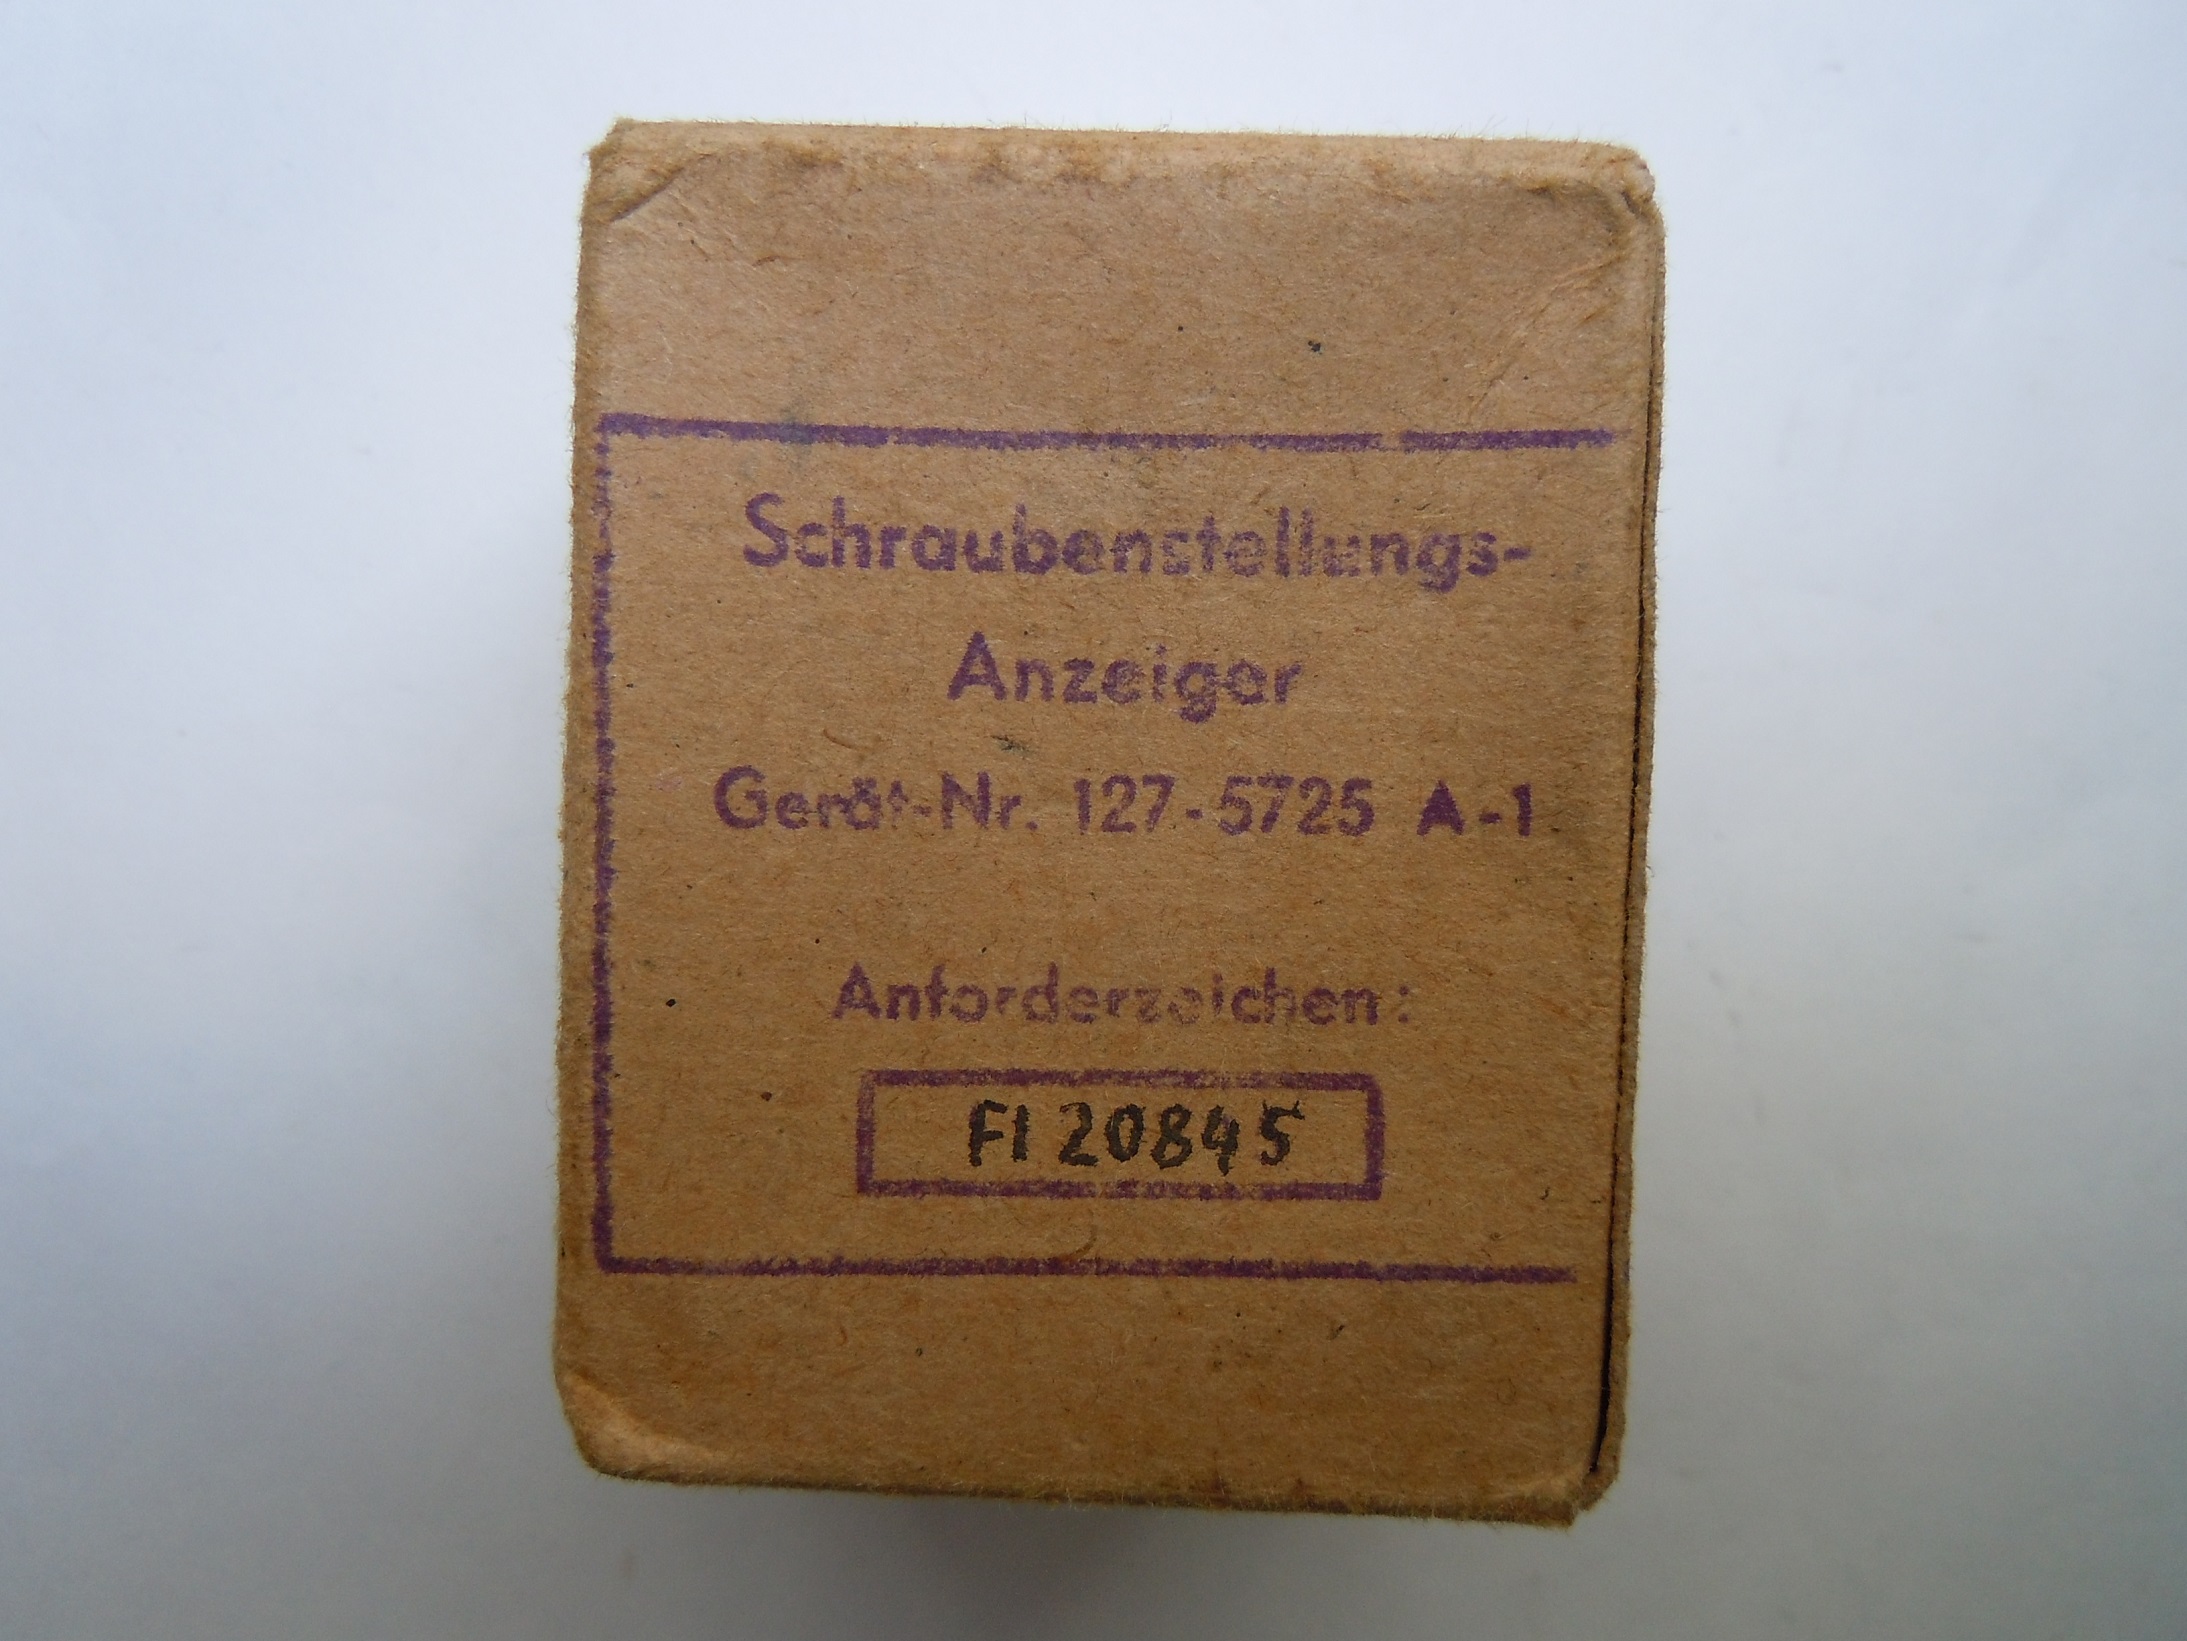 Schraubenstellungs-
Anzeiger
Gerät-Nr. 127-5725 A-1
Anforderzeichen:
Fl 20845